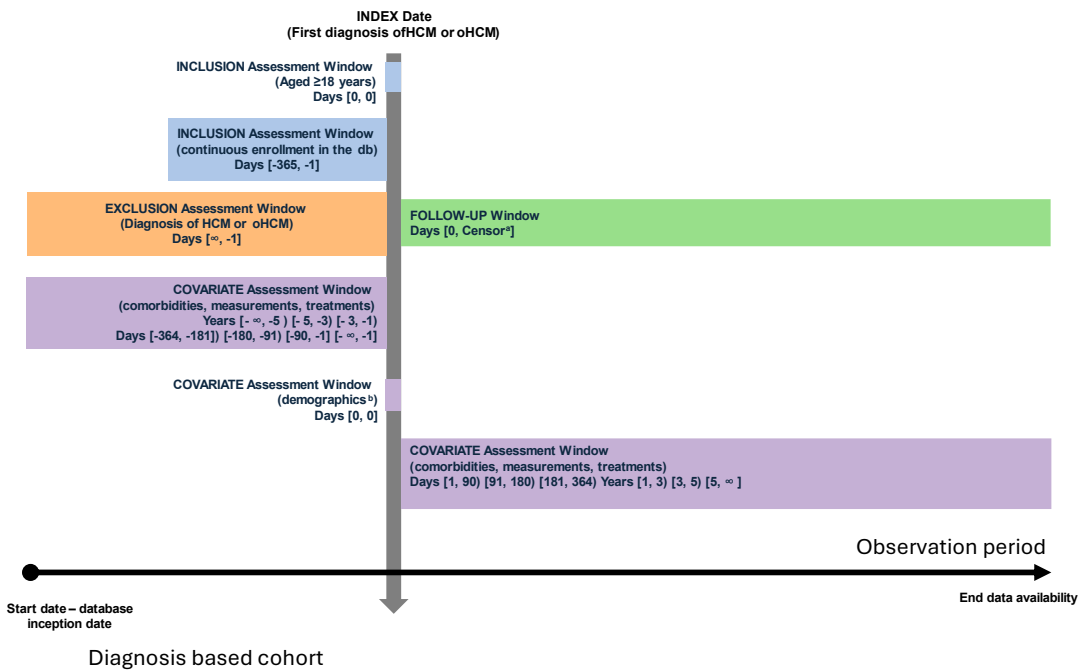 INDEX Date
(First diagnosis ofHCM or oHCM)
INCLUSION Assessment Window
(Aged ≥18 years)
Days [0, 0]
INCLUSION Assessment Window
(continuous enrollment in the db)
Days [-365, -1]
EXCLUSION Assessment Window
(Diagnosis of HCM or oHCM)
Days [∞, -1]
FOLLOW-UP Window
Days [0, Censorᵃ]
COVARIATE Assessment Window
(comorbidities, measurements, treatments)
Years [- ∞, -5 ) [- 5, -3) [- 3, -1)
Days [-364, -181]) [-180, -91) [-90, -1] [- ∞, -1]
COVARIATE Assessment Window
(demographics ᵇ)
Days [0, 0]
COVARIATE Assessment Window
(comorbidities, measurements, treatments)
Days [1, 90) [91, 180) [181, 364) Years [1, 3) [3, 5) [5, ∞ ]
Observation period
Start date – database
inception date
End data availability
Diagnosis based cohort